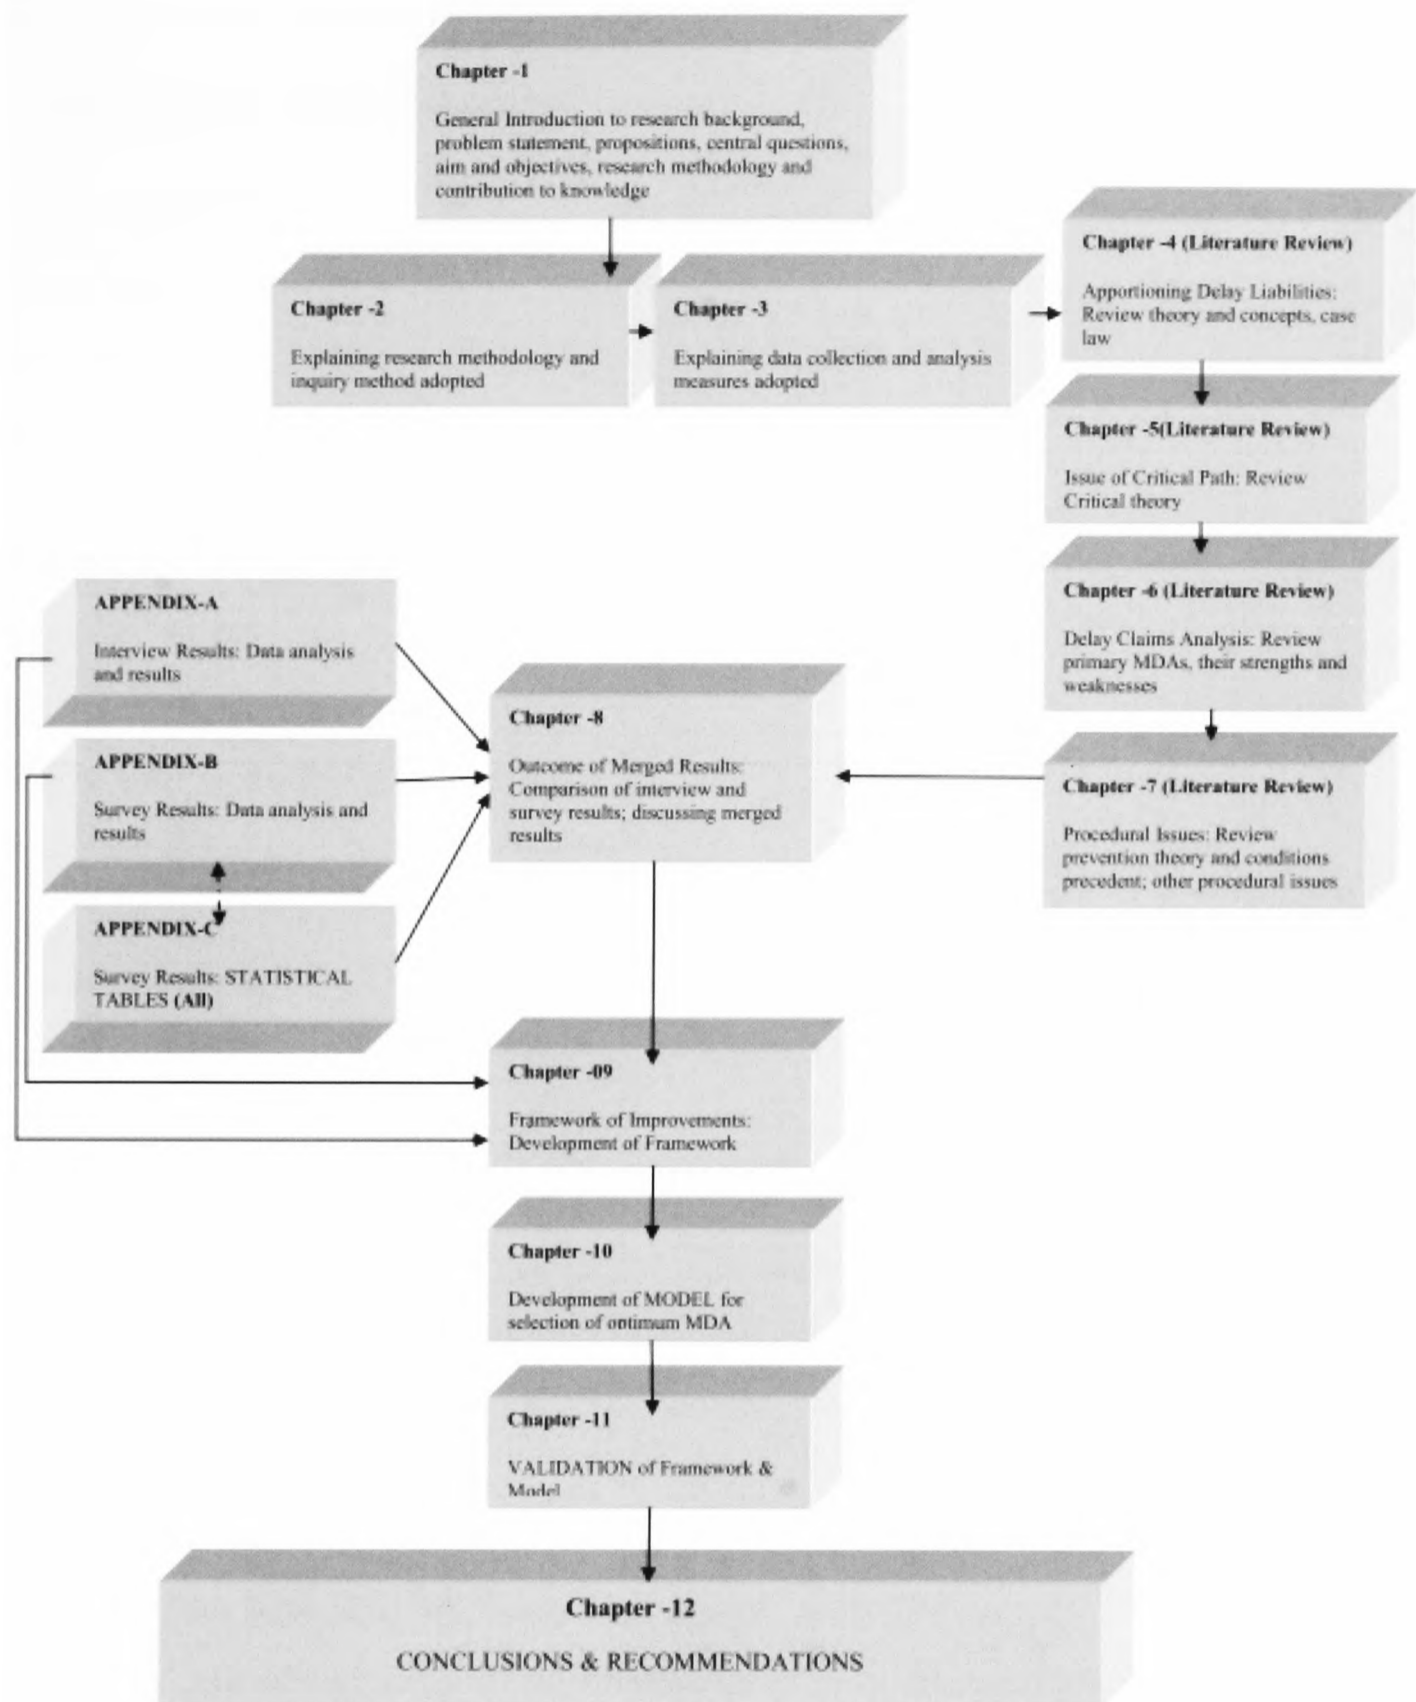 Chapter -1
General Introduction to research background,
problem statement, propositions, central questions,
aim and objectives, research methodology and
contribution to knowledge
Chapter -2
Explaining research methodology and
inquiry method adopted
Chapter -3
Explaining data collection and analysis
measures adopted
Chapter -4 (Literature Review)
Apportioning Delay Liabilities:
Review theory and concepts, case
law
Chapter -5(Literature Review)
Issue of Critical Path: Review
Critical theory
Chapter -6 (Literature Review)
Delay Claims Analysis: Review
primary MDAs, their strengths and
weaknesses
Chapter -7 (Literature Review)
Procedural Issues: Review
prevention theory and conditions
precedent; other procedural issues
APPENDIX-A
Interview Results: Data analysis
and results
APPENDIX-B
Survey Results: Data analysis and
results
APPENDIX-C
Survey Results: STATISTICAL
TABLES (All)
Chapter -8
Outcome of Merged Results:
Comparison of interview and
survey results; discussing merged
results
Chapter -09
Framework of Improvements:
Development of Framework
Chapter -10
Development of MODEL for
selection of optimum MDA
Chapter -11
VALIDATION of Framework &
Model
Chapter -12
CONCLUSIONS & RECOMMENDATIONS